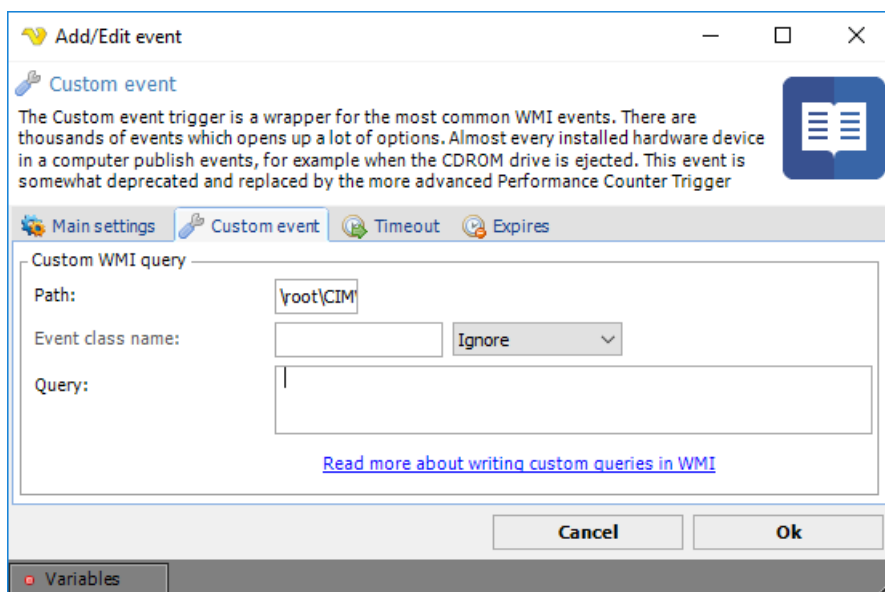 Add/Edit event
Custom event
The Custom event trigger is a wrapper for the most common WMI events. There are
thousands of events which opens up a lot of options. Almost every installed hardware device
in a computer publish events, for example when the CDROM drive is ejected. This event is
somewhat deprecated and replaced by the more advanced Performance Counter Trigger
Main settings Custom event Timeout Expires
Custom WMI query
Path: \root\CIM
Event class name: Ignore
Query:
Read more about writing custom queries in WMI
Cancel Ok
Variables